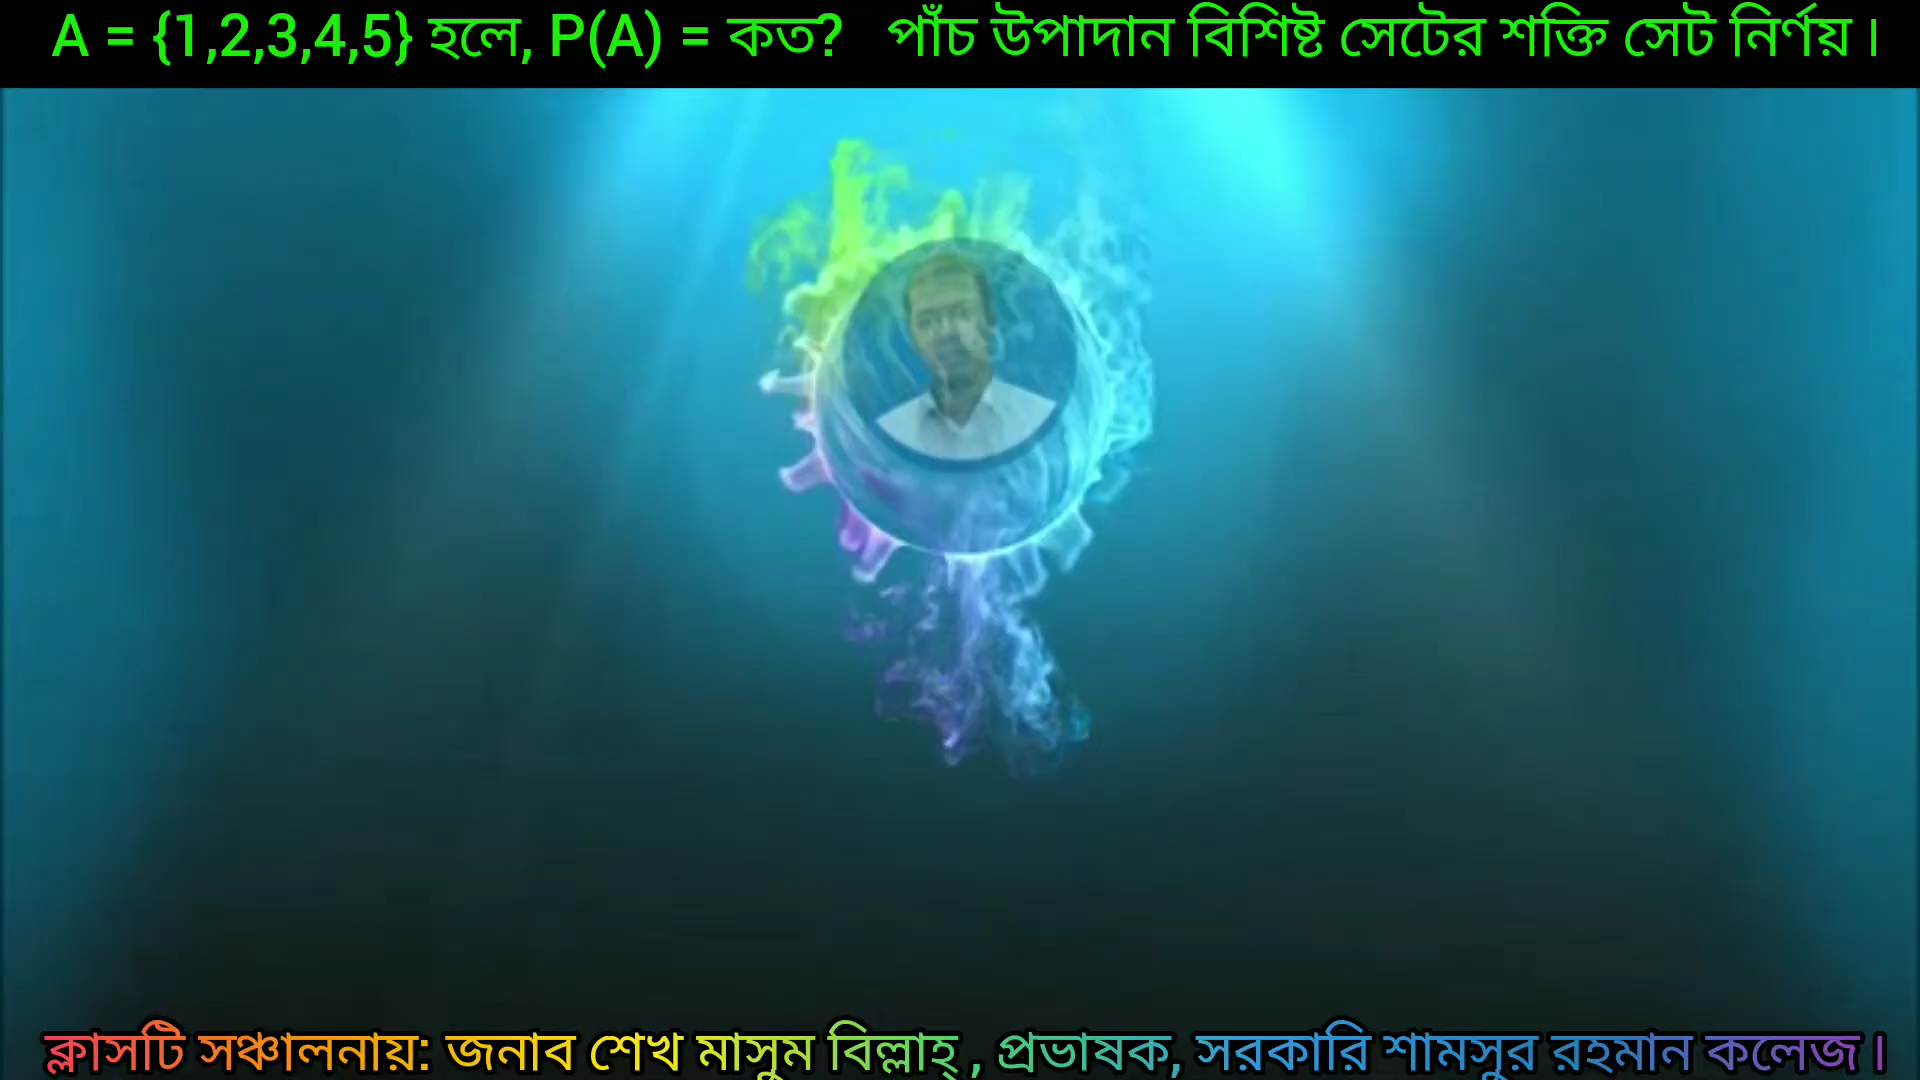 A = {1,2,3,4,5} হলে, P(A) = কত? পাঁচ উপাদান বিশিষ্ট সেটের শক্তি সেট নির্ণয়।
ক্লাসটি সঞ্চালনায়: জনাব শেখ মাসুম বিল্লাহ্, প্রভাষক, সরকারি শামসুর রহমান কলেজ।